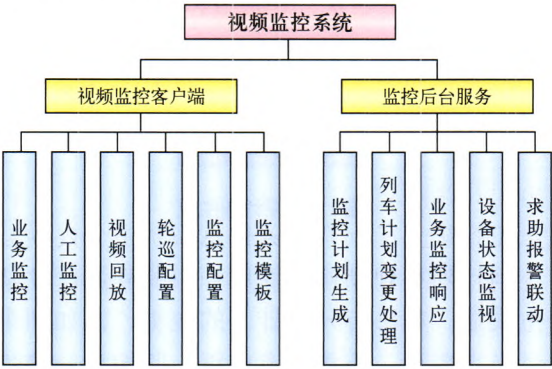 视频监控系统
视频监控客户端
监控后台服务
业务监控
人工监控
视频回放
轮巡配置
监控配置
监控模板
监控计划生成
列车计划变更处理
业务监控响应
设备状态监视
求助报警联动